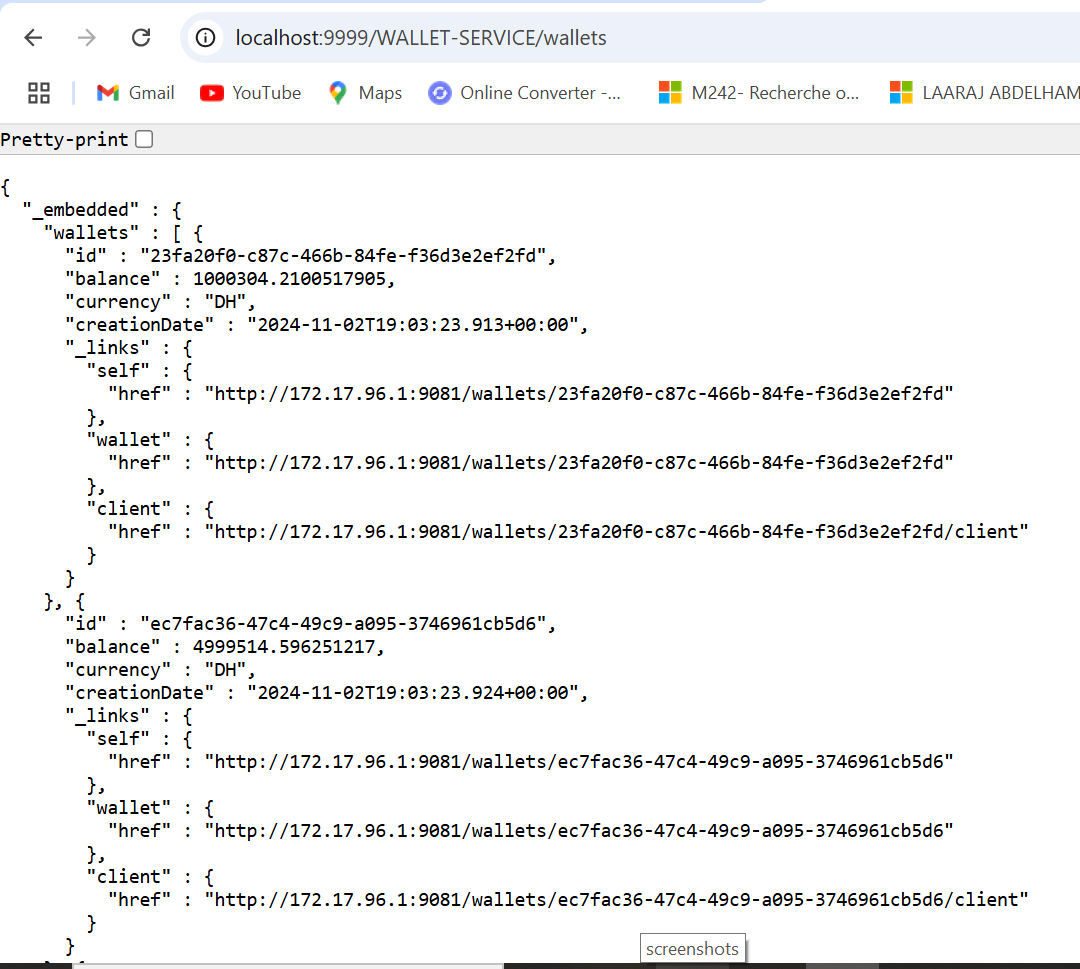 localhost:9999/WALLET-SERVICE/wallets
Gmail YouTube Maps Online Converter -... M242- Recherche o... LAARAJ ABDELHAM
Pretty-print
{
  "_embedded" : {
    "wallets" : [ {
      "id" : "23fa20f0-c87c-466b-84fe-f36d3e2ef2fd",
      "balance" : 1000304.2100517905,
      "currency" : "DH",
      "creationDate" : "2024-11-02T19:03:23.913+00:00",
      "_links" : {
        "self" : {
          "href" : "http://172.17.96.1:9081/wallets/23fa20f0-c87c-466b-84fe-f36d3e2ef2fd"
        },
        "wallet" : {
          "href" : "http://172.17.96.1:9081/wallets/23fa20f0-c87c-466b-84fe-f36d3e2ef2fd"
        },
        "client" : {
          "href" : "http://172.17.96.1:9081/wallets/23fa20f0-c87c-466b-84fe-f36d3e2ef2fd/client"
        }
      }
    }, {
      "id" : "ec7fac36-47c4-49c9-a095-3746961cb5d6",
      "balance" : 4999514.596251217,
      "currency" : "DH",
      "creationDate" : "2024-11-02T19:03:23.924+00:00",
      "_links" : {
        "self" : {
          "href" : "http://172.17.96.1:9081/wallets/ec7fac36-47c4-49c9-a095-3746961cb5d6"
        },
        "wallet" : {
          "href" : "http://172.17.96.1:9081/wallets/ec7fac36-47c4-49c9-a095-3746961cb5d6"
        },
        "client" : {
          "href" : "http://172.17.96.1:9081/wallets/ec7fac36-47c4-49c9-a095-3746961cb5d6/client"
        }
      }
screenshots